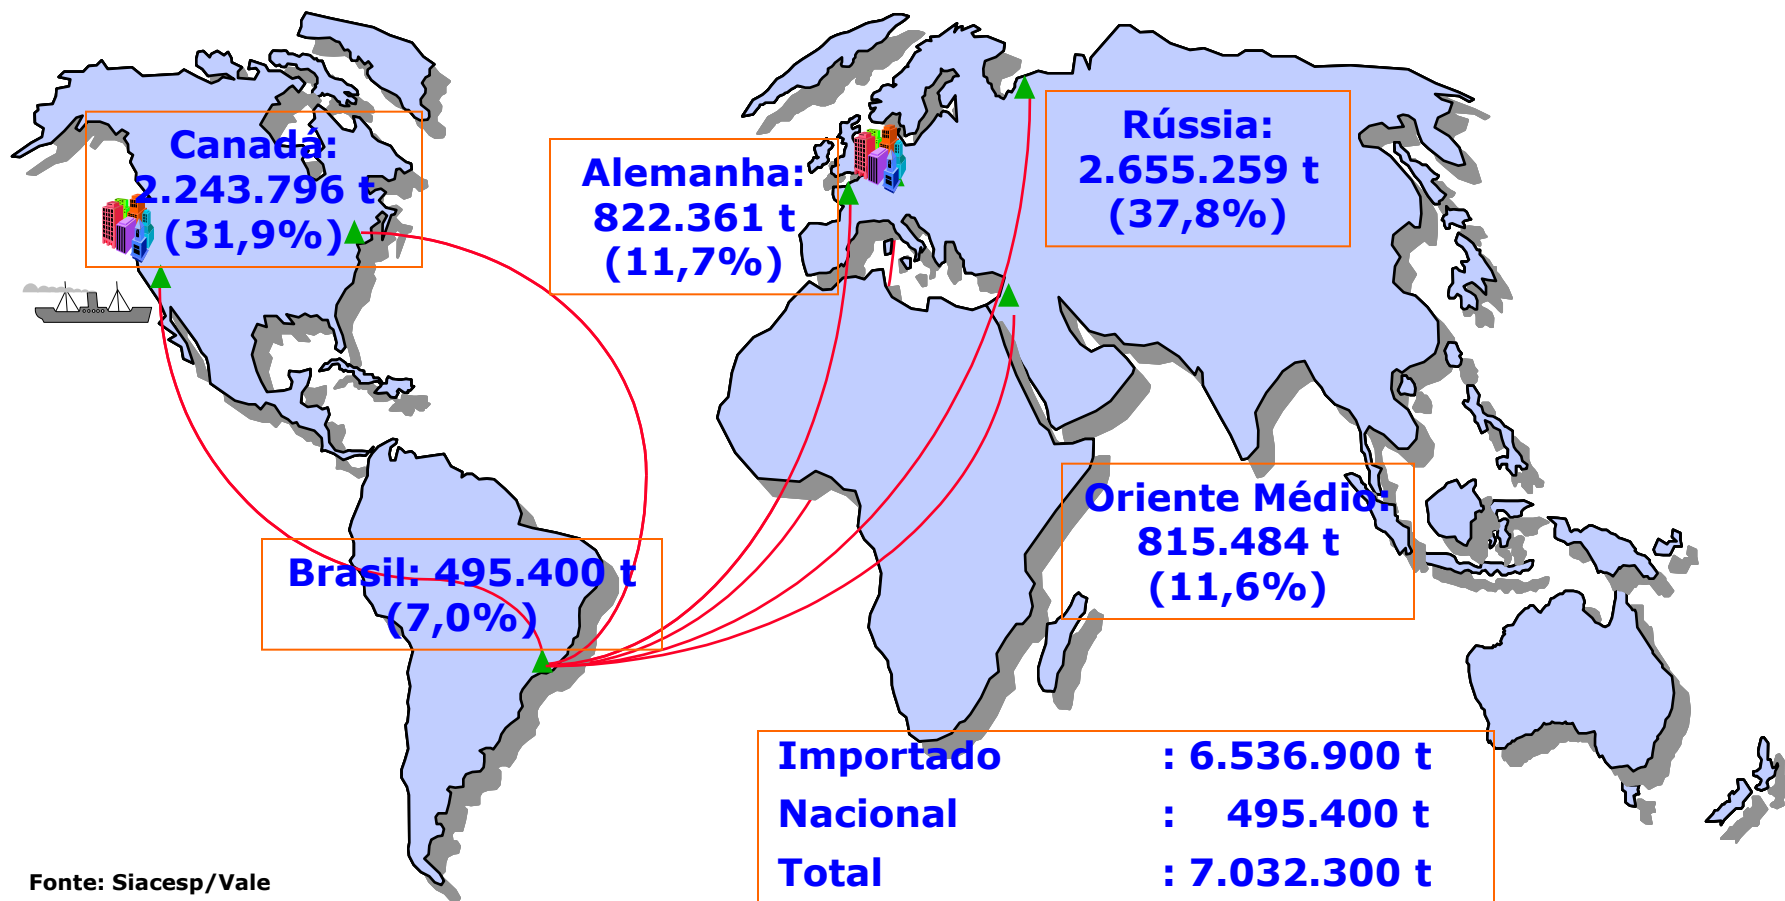 Canadá:
2.243.796 t
(31,9%)
Alemanha:
822.361 t
(11,7%)
Rússia:
2.655.259 t
(37,8%)
Oriente Médio:
815.484 t
(11,6%)
Brasil: 495.400 t
(7,0%)
Importado : 6.536.900 t
Nacional : 495.400 t
Total : 7.032.300 t
Fonte: Siacesp/Vale